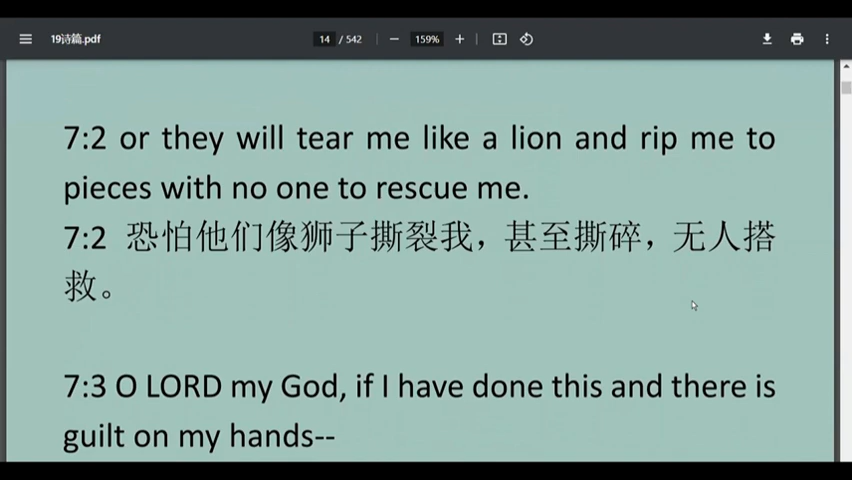 19诗篇.pdf
14 / 542
159%
7:2 or they will tear me like a lion and rip me to
pieces with no one to rescue me.
7:2 恐怕他们像狮子撕裂我，甚至撕碎，无人搭
救。
7:3 O LORD my God, if I have done this and there is
guilt on my hands--